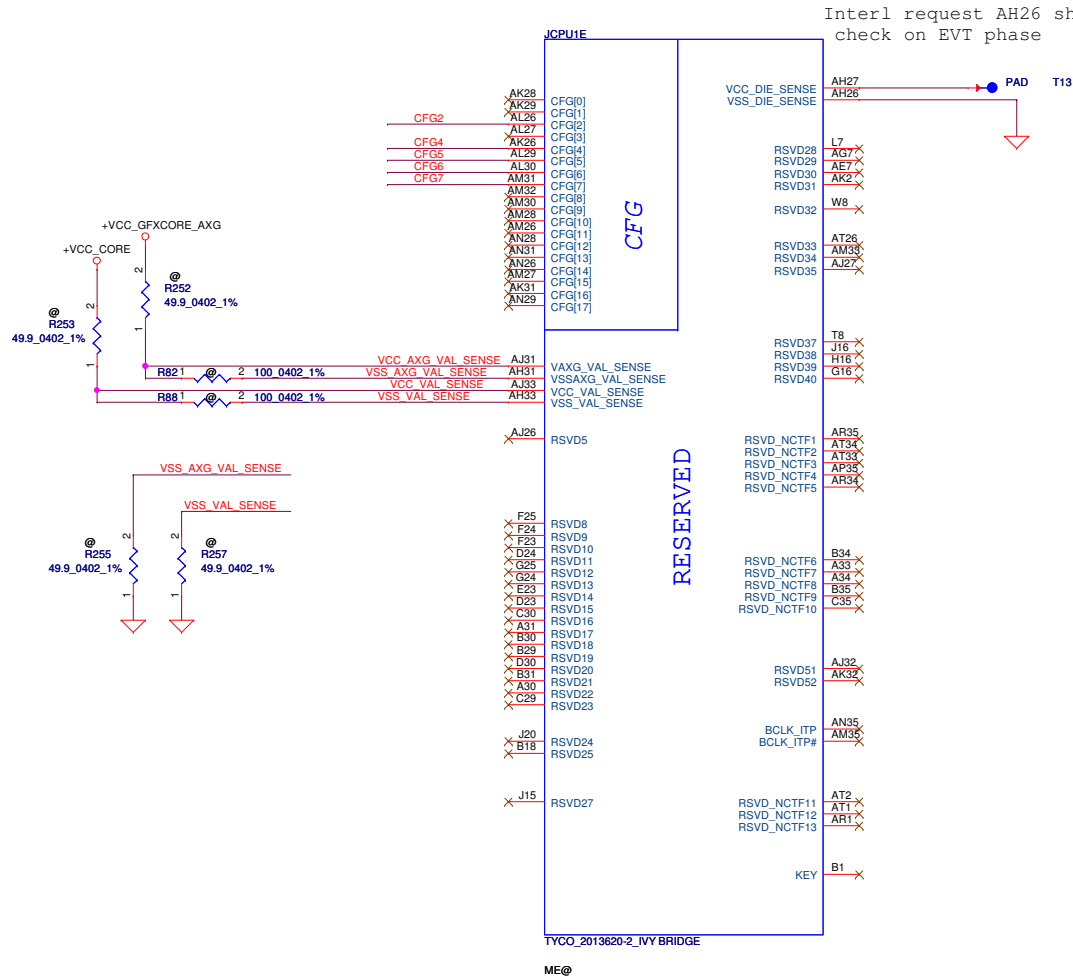 Interl request AH26 sh
check on EVT phase
JCPU1E
AK28 CFG[0]
AK29 CFG[1]
CFG2 AL26 CFG[2]
AL27 CFG[3]
CFG4 AK26 CFG[4]
CFG5 AL29 CFG[5]
CFG6 AL30 CFG[6]
CFG7 AM31 CFG[7]
AM32 CFG[8]
AM30 CFG[9]
AM28 CFG[10]
AM26 CFG[11]
AN28 CFG[12]
AN31 CFG[13]
AN26 CFG[14]
AM27 CFG[15]
AK31 CFG[16]
AN29 CFG[17]
CFG
VCC_DIE_SENSE AH27 PAD T13
VSS_DIE_SENSE AH26
RSVD28 L7
RSVD29 AG7
RSVD30 AE7
RSVD31 AK2
RSVD32 W8
RSVD33 AT26
RSVD34 AM33
RSVD35 AJ27
RSVD37 T8
RSVD38 J16
RSVD39 H16
RSVD40 G16
+VCC_GFXCORE_AXG
+VCC_CORE
2
@
R252
49.9_0402_1%
1
2
@
R253
49.9_0402_1%
1
VCC_AXG_VAL_SENSE AJ31 VAXG_VAL_SENSE
R82 1 @ 2 100_0402_1% VSS_AXG_VAL_SENSE AH31 VSSAXG_VAL_SENSE
VCC_VAL_SENSE AJ33 VCC_VAL_SENSE
R88 1 @ 2 100_0402_1% VSS_VAL_SENSE AH33 VSS_VAL_SENSE
AJ26 RSVD5
VSS_AXG_VAL_SENSE
VSS_VAL_SENSE
2
@
R255
49.9_0402_1%
1
2
@
R257
49.9_0402_1%
1
RESERVED
F25 RSVD8
F24 RSVD9
F23 RSVD10
D24 RSVD11
G25 RSVD12
G24 RSVD13
E23 RSVD14
D23 RSVD15
C30 RSVD16
A31 RSVD17
B30 RSVD18
B29 RSVD19
D30 RSVD20
B31 RSVD21
A30 RSVD22
C29 RSVD23
J20 RSVD24
B18 RSVD25
J15 RSVD27
RSVD_NCTF1 AR35
RSVD_NCTF2 AT34
RSVD_NCTF3 AT33
RSVD_NCTF4 AP35
RSVD_NCTF5 AR34
RSVD_NCTF6 B34
RSVD_NCTF7 A33
RSVD_NCTF8 A34
RSVD_NCTF9 B35
RSVD_NCTF10 C35
RSVD51 AJ32
RSVD52 AK32
BCLK_ITP AN35
BCLK_ITP# AM35
RSVD_NCTF11 AT2
RSVD_NCTF12 AT1
RSVD_NCTF13 AR1
KEY B1
TYCO_2013620-2_IVY BRIDGE
ME@